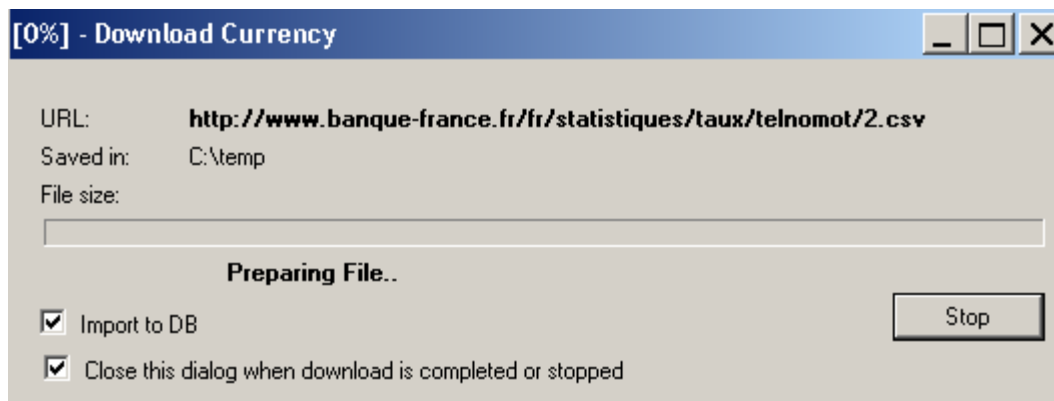 [0%] - Download Currency
URL: http://www.banque-france.fr/fr/statistiques/taux/telnomot/2.csv
Saved in: C:\temp
File size:
Preparing File..
Import to DB
Stop
Close this dialog when download is completed or stopped